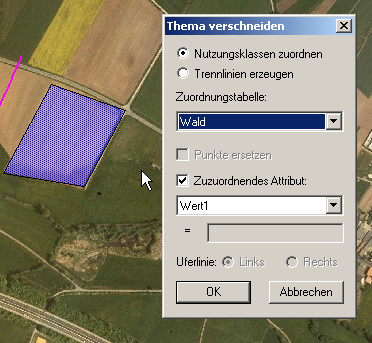 Thema verschneiden
Nutzungsklassen zuordnen
Trennlinien erzeugen
Zuordnungstabelle:
Wald
Punkte ersetzen
Zuzuordnendes Attribut:
Wert1
=
Uferlinie: Links Rechts
OK Abbrechen